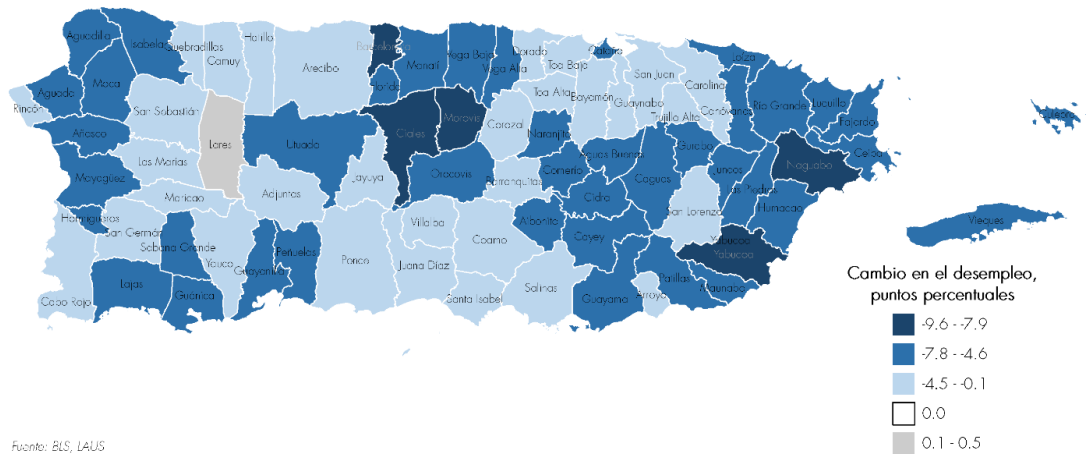 Aguadilla
Isabela
Quebradillas
Camuy
Hatillo
Arecibo
Barceloneta
Manatí
Vega Baja
Vega Alta
Dorado
Toa Baja
Cataño
San Juan
Carolina
Loíza
Río Grande
Luquillo
Fajardo
Culebra
Moca
Aguada
Rincón
San Sebastián
Lares
Utuado
Florida
Ciales
Morovis
Corozal
Toa Alta
Bayamón
Guaynabo
Trujillo Alto
Canóvanas
Naranjito
Ceiba
Naguabo
Añasco
Las Marías
Mayagüez
Maricao
Adjuntas
Jayuya
Orocovis
Barranquitas
Comerío
Aguas Buenas
Caguas
Gurabo
Juncos
Las Piedras
Humacao
Cidra
San Lorenzo
Hormigueros
San Germán
Sabana Grande
Yauco
Guayanilla
Peñuelas
Ponce
Villalba
Juana Díaz
Coamo
Aibonito
Cayey
Yabucoa
Yabucoa
Vieques
Cabo Rojo
Lajas
Guánica
Santa Isabel
Salinas
Guayama
Arroyo
Patillas
Maunabo
Cambio en el desempleo,
puntos percentuales
-9.6 - -7.9
-7.8 - -4.6
-4.5 - -0.1
0.0
0.1 - 0.5
Fuente: BLS, LAUS